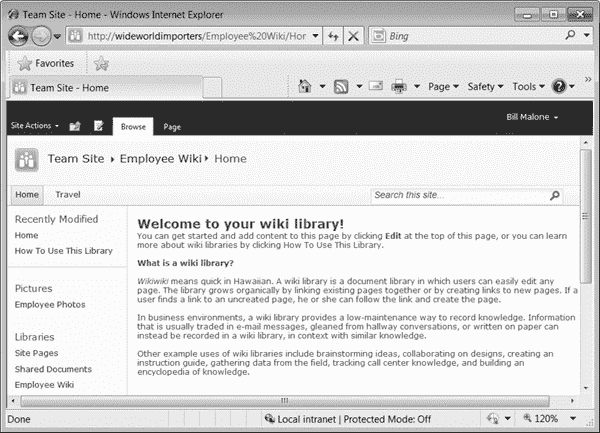 Team Site - Home - Windows Internet Explorer
http://wideworldimporters/Employee%20Wiki/Hor
Bing
Favorites
Team Site - Home
Page Safety Tools
Bill Malone
Site Actions Browse Page
Team Site Employee Wiki Home
Home Travel Search this site...
Recently Modified
Home
How To Use This Library
Pictures
Employee Photos
Libraries
Site Pages
Shared Documents
Employee Wiki
Welcome to your wiki library!
You can get started and add content to this page by clicking Edit at the top of this page, or you can learn
more about wiki libraries by clicking How To Use This Library.
What is a wiki library?
Wikiwiki means quick in Hawaiian. A wiki library is a document library in which users can easily edit any
page. The library grows organically by linking existing pages together or by creating links to new pages. If a
user finds a link to an uncreated page, he or she can follow the link and create the page.
In business environments, a wiki library provides a low-maintenance way to record knowledge. Information
that is usually traded in e-mail messages, gleaned from hallway conversations, or written on paper can
instead be recorded in a wiki library, in context with similar knowledge.
Other example uses of wiki libraries include brainstorming ideas, collaborating on designs, creating an
instruction guide, gathering data from the field, tracking call center knowledge, and building an
encyclopedia of knowledge.
Done Local intranet | Protected Mode: Off 120%